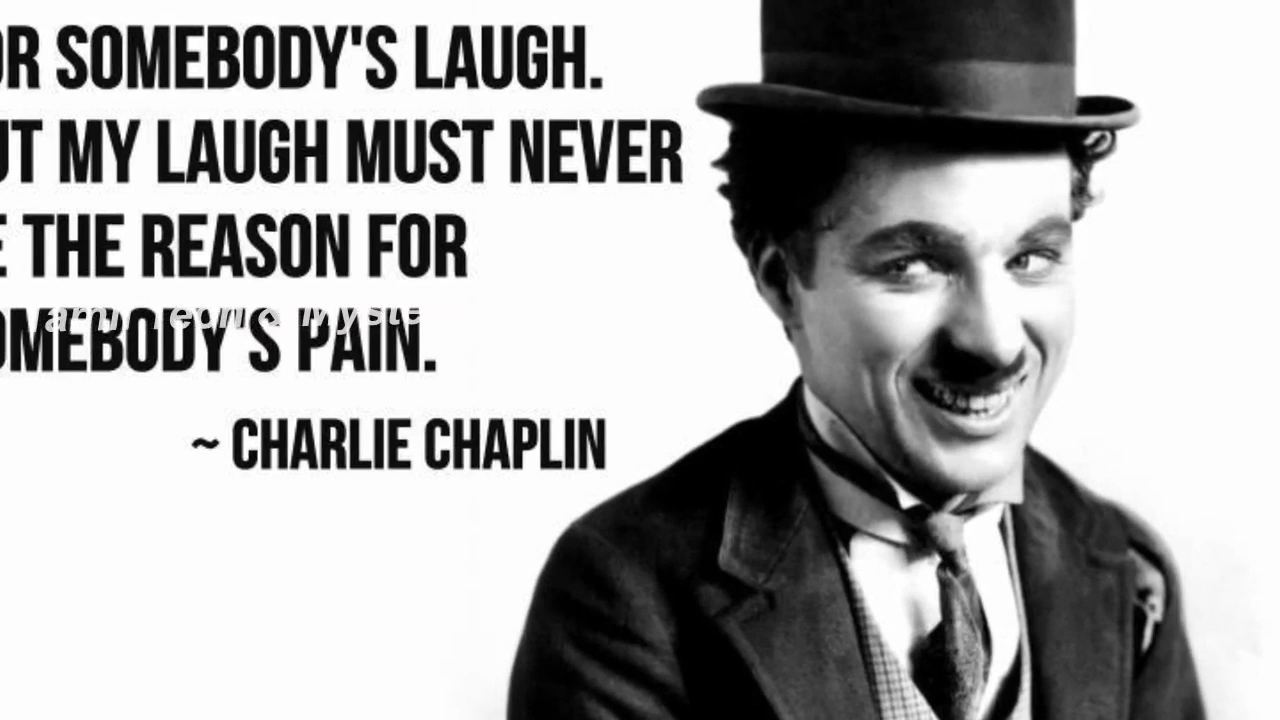 OR SOMEBODY'S LAUGH.
UT MY LAUGH MUST NEVER
E THE REASON FOR
OMEBODY'S PAIN.
~ CHARLIE CHAPLIN